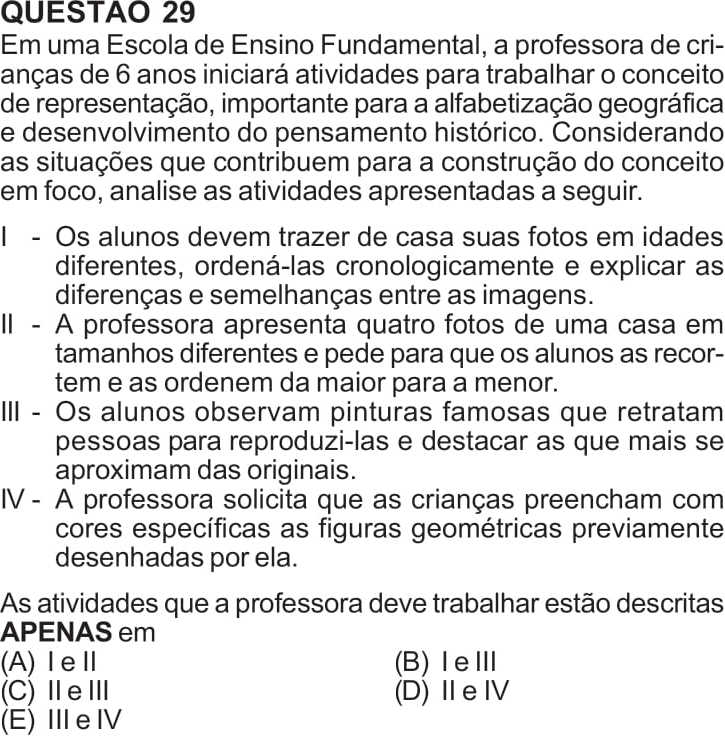 QUESTÃO 29
Em uma Escola de Ensino Fundamental, a professora de cri-
anças de 6 anos iniciará atividades para trabalhar o conceito
de representação, importante para a alfabetização geográfica
e desenvolvimento do pensamento histórico. Considerando
as situações que contribuem para a construção do conceito
em foco, analise as atividades apresentadas a seguir.
I - Os alunos devem trazer de casa suas fotos em idades
diferentes, ordená-las cronologicamente e explicar as
diferenças e semelhanças entre as imagens.
II - A professora apresenta quatro fotos de uma casa em
tamanhos diferentes e pede para que os alunos as recor-
tem e as ordenem da maior para a menor.
III - Os alunos observam pinturas famosas que retratam
pessoas para reproduzi-las e destacar as que mais se
aproximam das originais.
IV - A professora solicita que as crianças preencham com
cores específicas as figuras geométricas previamente
desenhadas por ela.
As atividades que a professora deve trabalhar estão descritas
APENAS em
(A) I e II (B) I e III
(C) II e III (D) II e IV
(E) III e IV